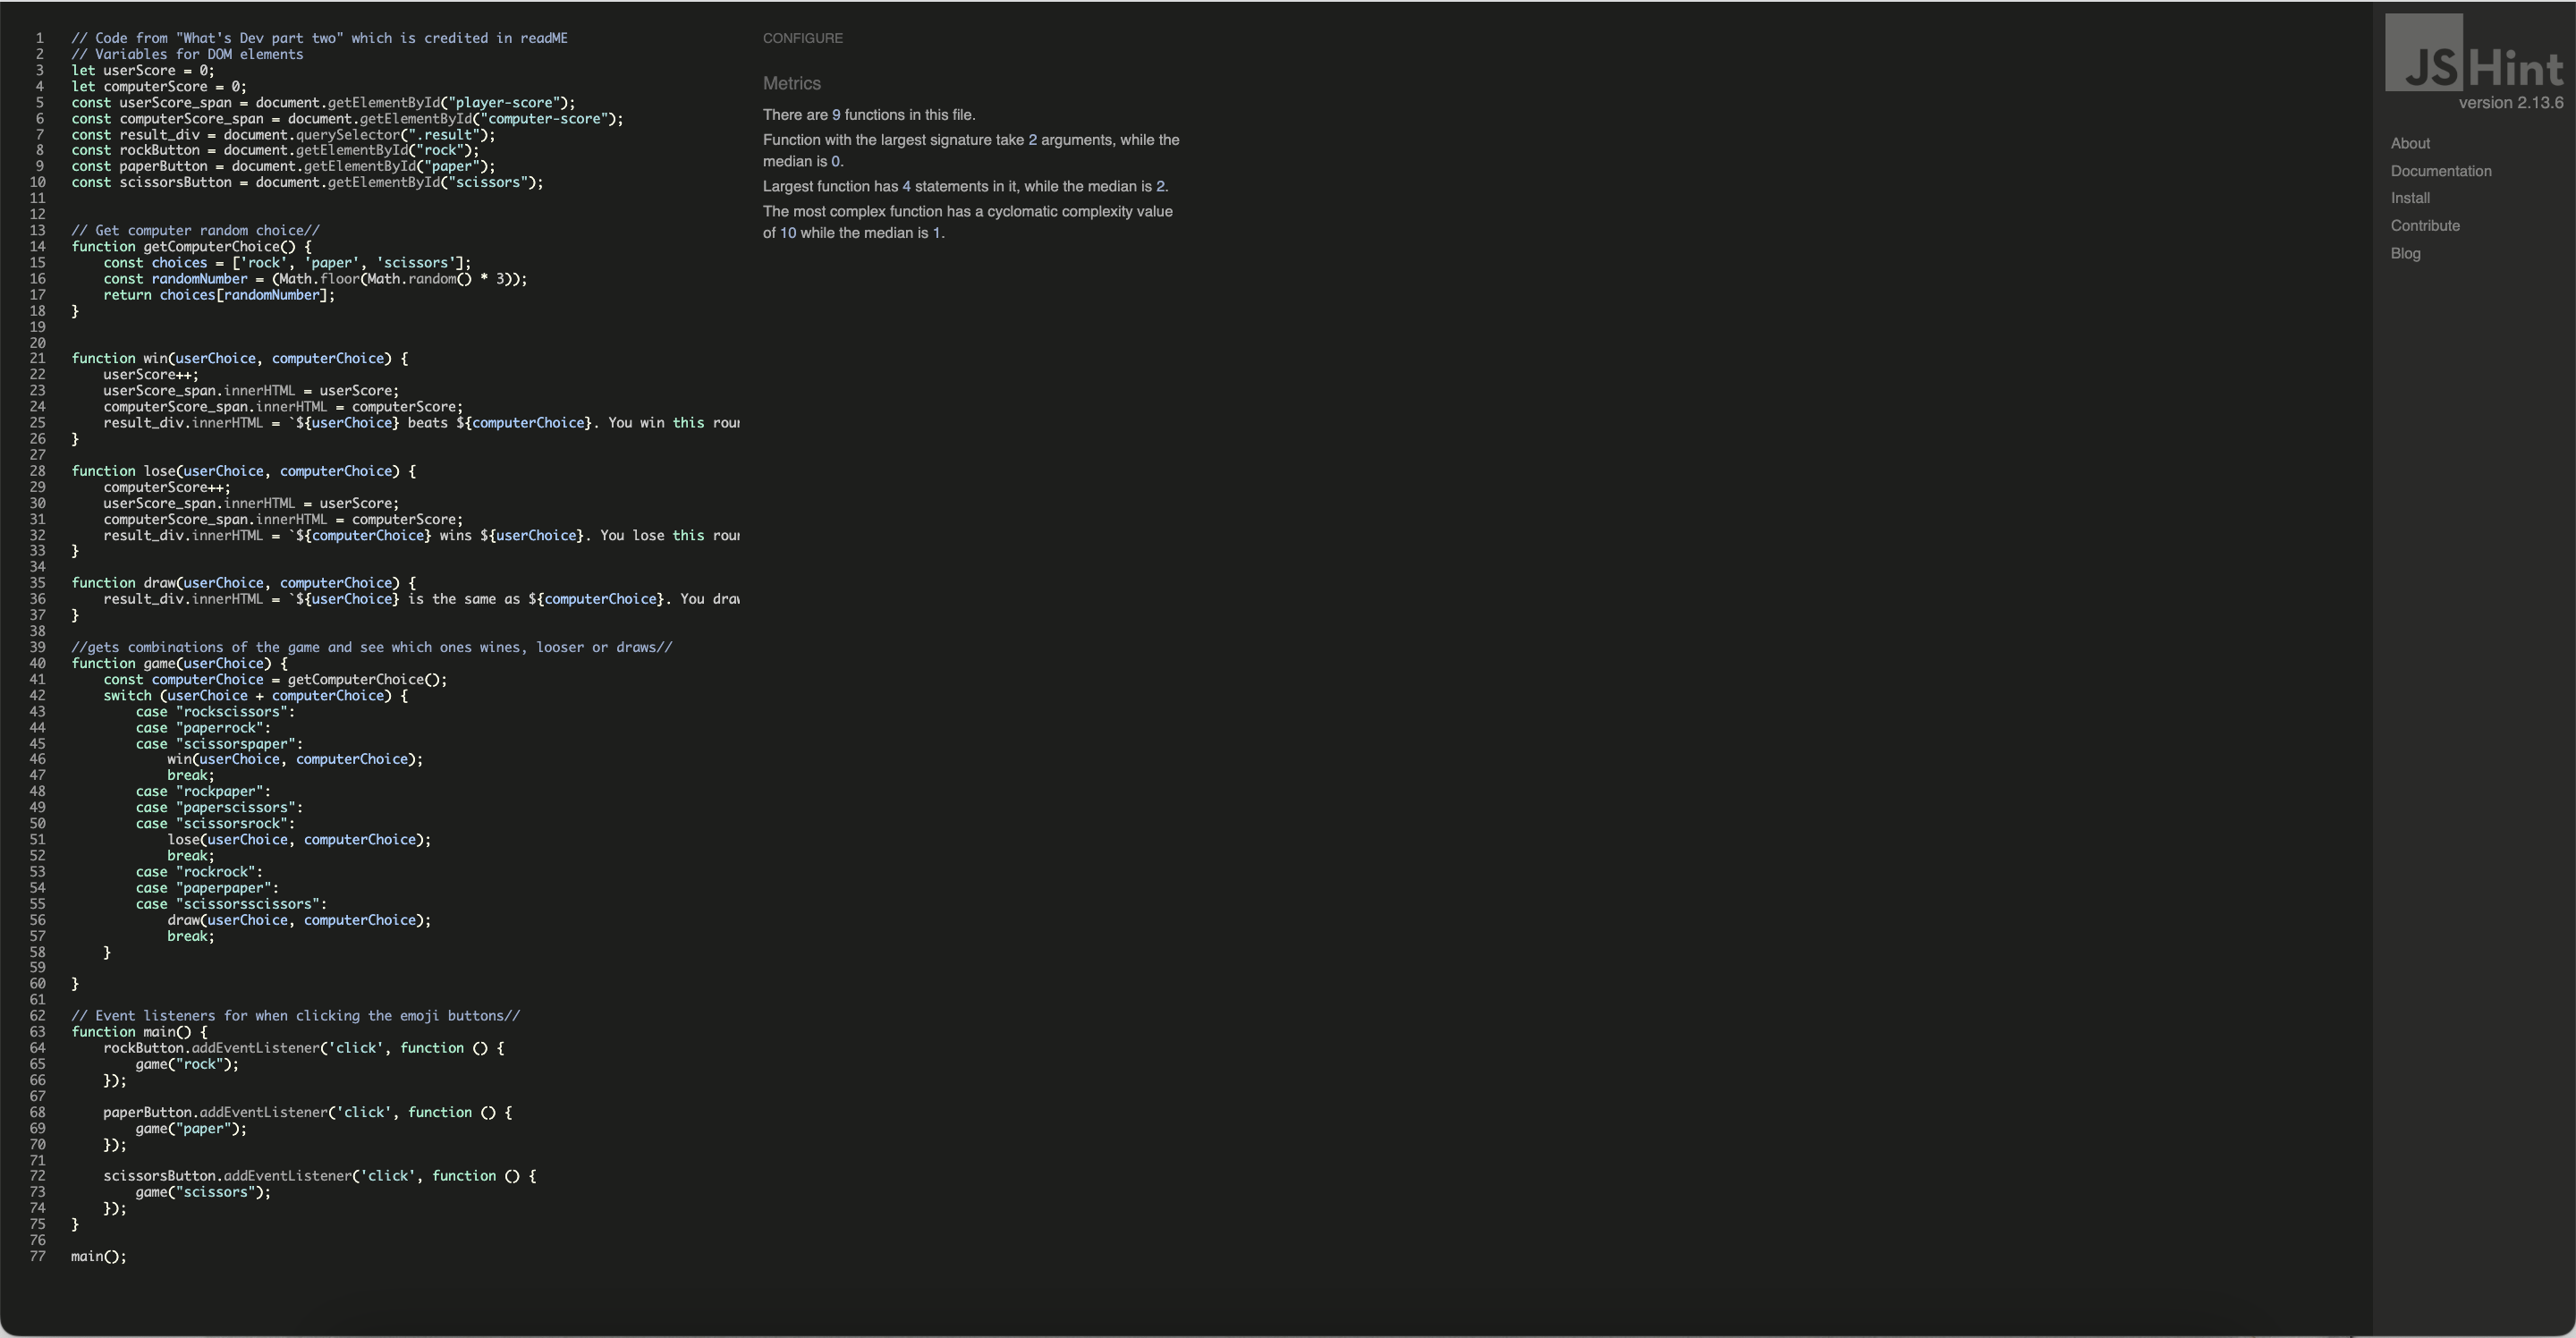 1 // Code from "What's Dev part two" which is credited in readME
2 // Variables for DOM elements
3 let userScore = 0;
4 let computerScore = 0;
5 const userScore_span = document.getElementById("player-score");
6 const computerScore_span = document.getElementById("computer-score");
7 const result_div = document.querySelector(".result");
8 const rockButton = document.getElementById("rock");
9 const paperButton = document.getElementById("paper");
10 const scissorsButton = document.getElementById("scissors");
11
12
13 // Get computer random choice//
14 function getComputerChoice() {
15     const choices = ['rock', 'paper', 'scissors'];
16     const randomNumber = (Math.floor(Math.random() * 3));
17     return choices[randomNumber];
18 }
19
20
21 function win(userChoice, computerChoice) {
22     userScore++;
23     userScore_span.innerHTML = userScore;
24     computerScore_span.innerHTML = computerScore;
25     result_div.innerHTML = `${userChoice} beats ${computerChoice}. You win this
26 }
27
28 function lose(userChoice, computerChoice) {
29     computerScore++;
30     userScore_span.innerHTML = userScore;
31     computerScore_span.innerHTML = computerScore;
32     result_div.innerHTML = `${computerChoice} wins ${userChoice}. You lose this
33 }
34
35 function draw(userChoice, computerChoice) {
36     result_div.innerHTML = `${userChoice} is the same as ${computerChoice}. You
37 }
38
39 //gets combinations of the game and see which ones wines, looser or draws//
40 function game(userChoice) {
41     const computerChoice = getComputerChoice();
42     switch (userChoice + computerChoice) {
43         case "rockscissors":
44         case "paperrock":
45         case "scissorspaper":
46             win(userChoice, computerChoice);
47             break;
48         case "rockpaper":
49         case "paperscissors":
50         case "scissorsrock":
51             lose(userChoice, computerChoice);
52             break;
53         case "rockrock":
54         case "paperpaper":
55         case "scissorsscissors":
56             draw(userChoice, computerChoice);
57             break;
58     }
59
60 }
61
62 // Event listeners for when clicking the emoji buttons//
63 function main() {
64     rockButton.addEventListener('click', function () {
65         game("rock");
66     });
67
68     paperButton.addEventListener('click', function () {
69         game("paper");
70     });
71
72     scissorsButton.addEventListener('click', function () {
73         game("scissors");
74     });
75 }
76
77 main();
CONFIGURE
Metrics
There are 9 functions in this file.
Function with the largest signature take 2 arguments, while the
median is 0.
Largest function has 4 statements in it, while the median is 2.
The most complex function has a cyclomatic complexity value
of 10 while the median is 1.
JSHint
version 2.13.6
About
Documentation
Install
Contribute
Blog